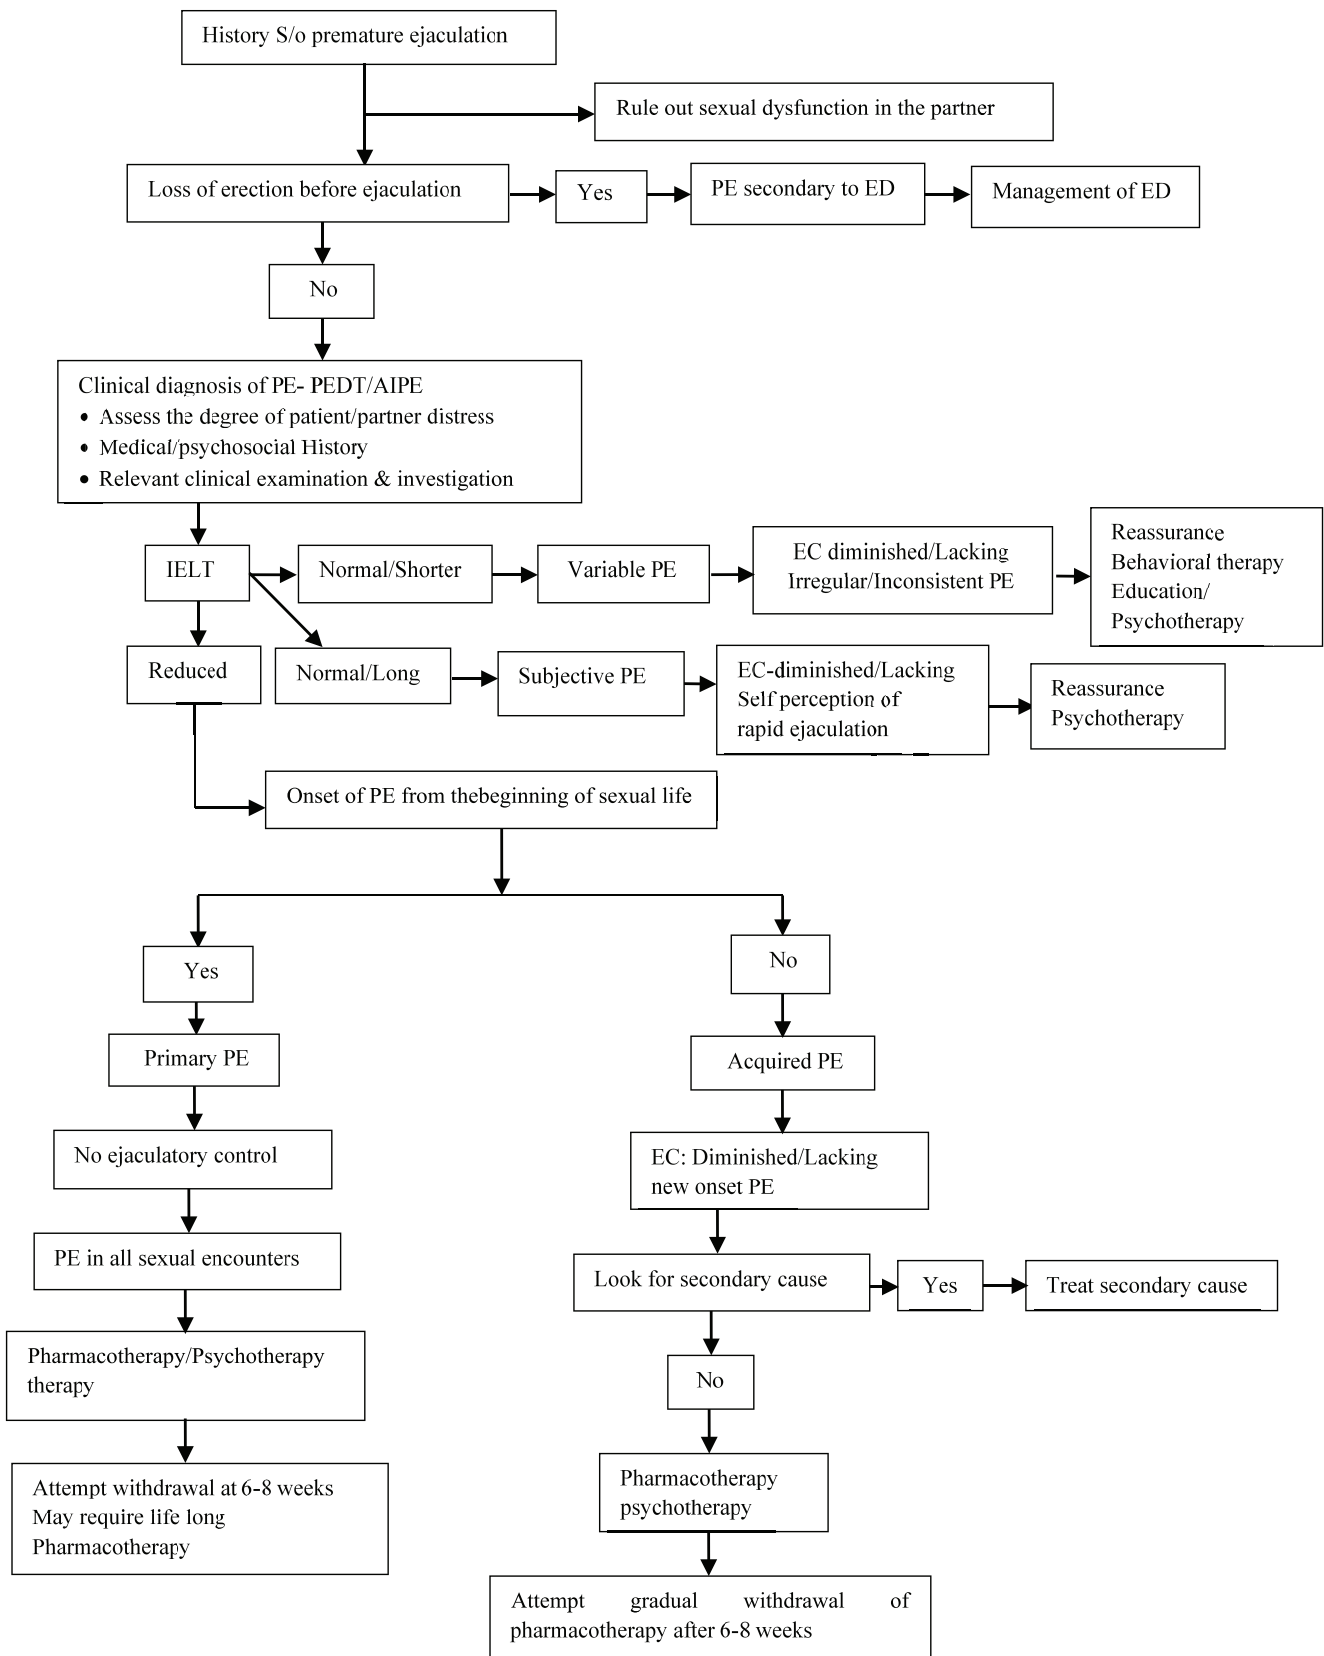 History S/o premature ejaculation
Rule out sexual dysfunction in the partner
Loss of erection before ejaculation
Yes
PE secondary to ED
Management of ED
No
Clinical diagnosis of PE- PEDT/AIPE
• Assess the degree of patient/partner distress
• Medical/psychosocial History
• Relevant clinical examination & investigation
IELT
Normal/Shorter
Variable PE
EC diminished/Lacking
Irregular/Inconsistent PE
Reassurance
Behavioral therapy
Education/
Psychotherapy
Reduced
Normal/Long
Subjective PE
EC-diminished/Lacking
Self perception of
rapid ejaculation
Reassurance
Psychotherapy
Onset of PE from thebeginning of sexual life
Yes
No
Primary PE
Acquired PE
No ejaculatory control
EC: Diminished/Lacking
new onset PE
PE in all sexual encounters
Look for secondary cause
Yes
Treat secondary cause
Pharmacotherapy/Psychotherapy
therapy
No
Attempt withdrawal at 6-8 weeks
May require life long
Pharmacotherapy
Pharmacotherapy
psychotherapy
Attempt gradual withdrawal of
pharmacotherapy after 6-8 weeks